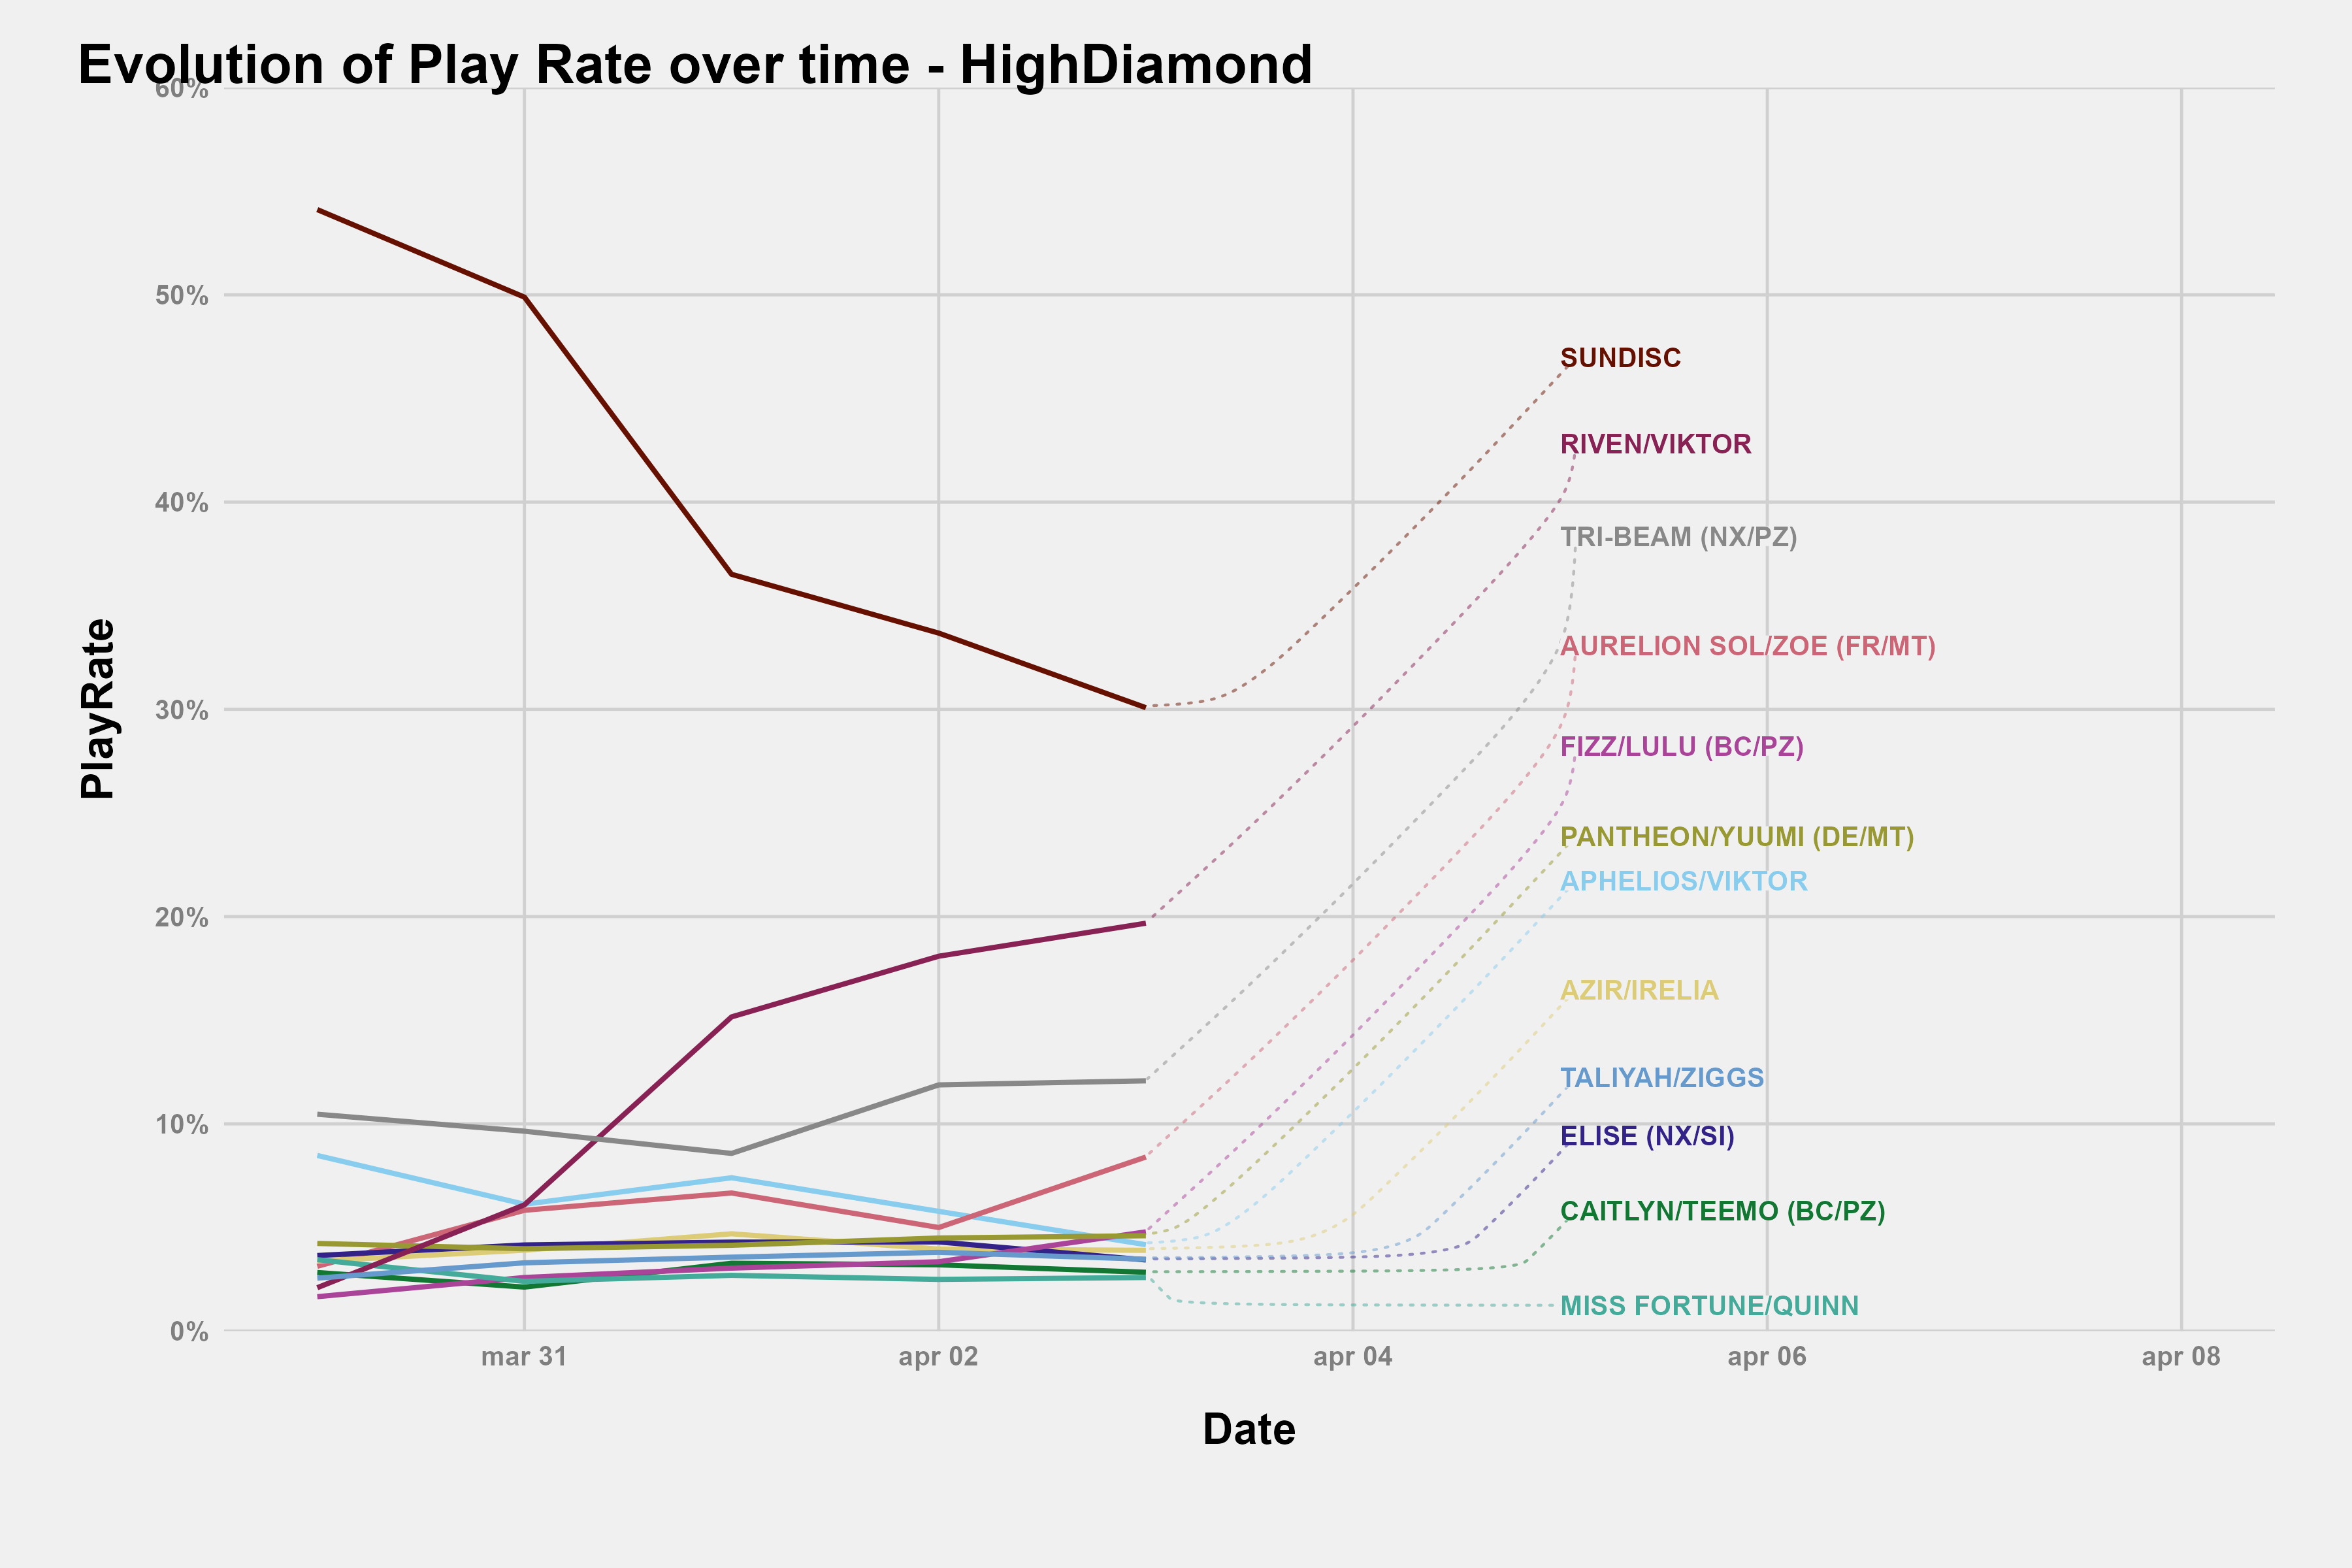 Evolution of Play Rate over time - HighDiamond
60%
50%
40%
30%
20%
10%
0%
PlayRate
SUNDISC
RIVEN/VIKTOR
TRI-BEAM (NX/PZ)
AURELION SOL/ZOE (FR/MT)
FIZZ/LULU (BC/PZ)
PANTHEON/YUUMI (DE/MT)
APHELIOS/VIKTOR
AZIR/IRELIA
TALIYAH/ZIGGS
ELISE (NX/SI)
CAITLYN/TEEMO (BC/PZ)
MISS FORTUNE/QUINN
mar 31
apr 02
apr 04
apr 06
apr 08
Date